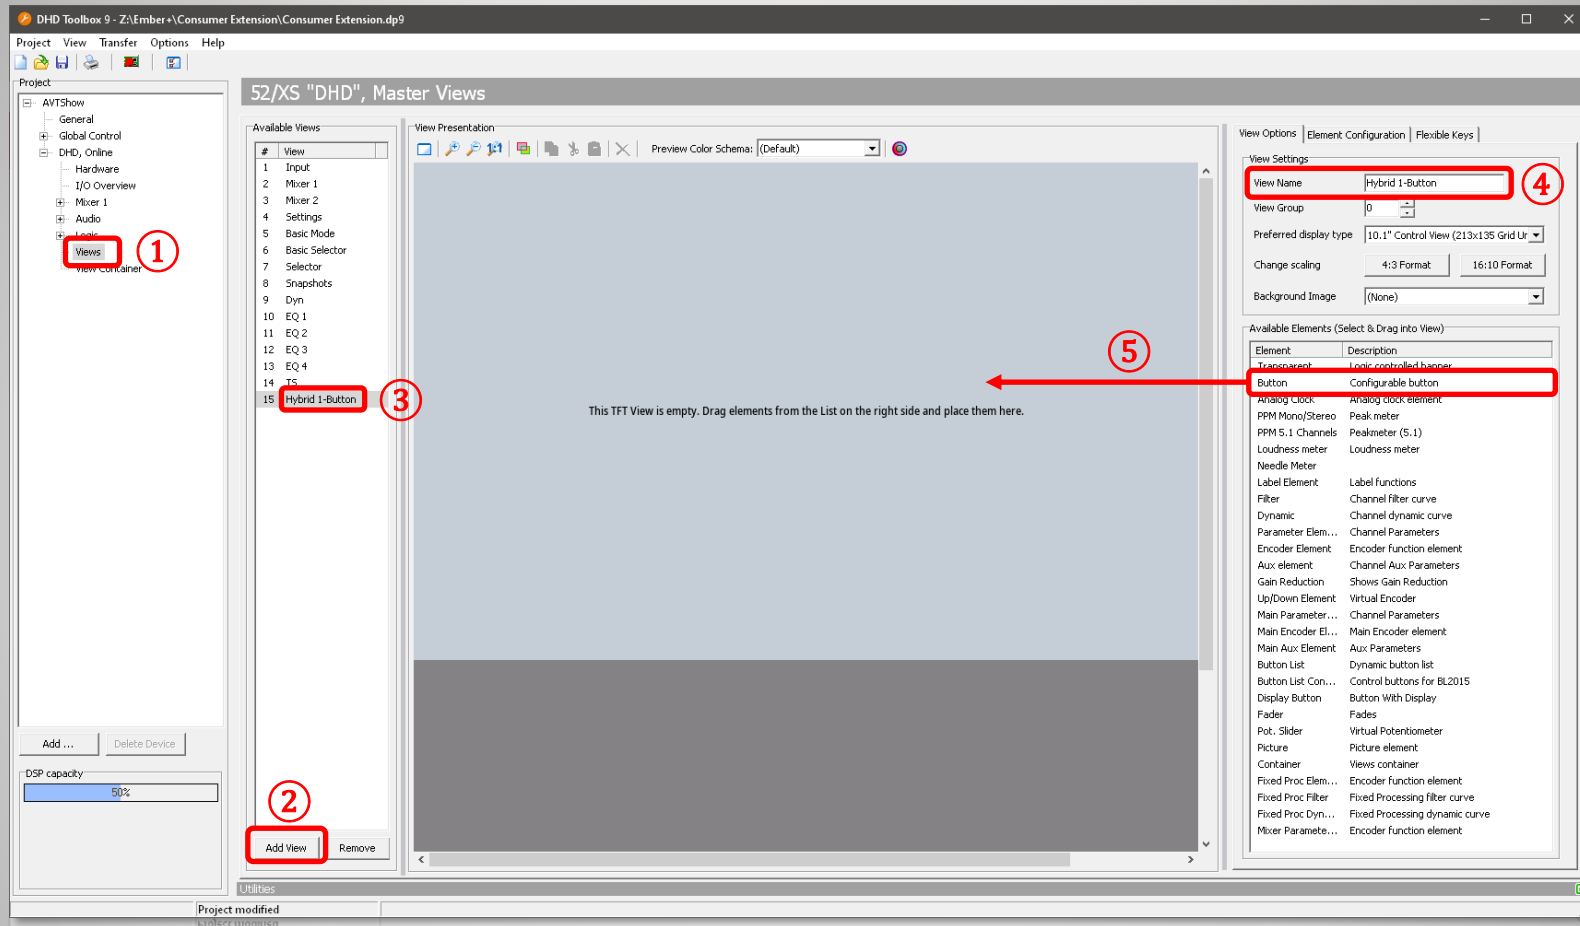 DHD Toolbox 9 - Z:\Ember+\Consumer Extension\Consumer Extension.dp9
Project View Transfer Options Help
Project
AVTShow
General
Global Control
DHD, Online
Hardware
I/O Overview
Mixer 1
Audio
Logic
Views
View Container
1
Add ...
Delete Device
DSP capacity
50%
52/XS "DHD", Master Views
Available Views
# View
1 Input
2 Mixer 1
3 Mixer 2
4 Settings
5 Basic Mode
6 Basic Selector
7 Selector
8 Snapshots
9 Dyn
10 EQ 1
11 EQ 2
12 EQ 3
13 EQ 4
14 TS
15 Hybrid 1-Button
3
2
Add View
Remove
View Presentation
1:1
Preview Color Schema: (Default)
This TFT View is empty. Drag elements from the List on the right side and place them here.
5
View Options Element Configuration Flexible Keys
View Settings
View Name Hybrid 1-Button
4
View Group 0
Preferred display type 10.1" Control View (213x135 Grid Ur
Change scaling 4:3 Format 16:10 Format
Background Image (None)
Available Elements (Select & Drag into View)
Element Description
Transparent Logic controlled banner
Button Configurable button
Analog Clock Analog clock element
PPM Mono/Stereo Peak meter
PPM 5.1 Channels Peakmeter (5.1)
Loudness meter Loudness meter
Needle Meter
Label Element Label functions
Filter Channel filter curve
Dynamic Channel dynamic curve
Parameter Elem... Channel Parameters
Encoder Element Encoder function element
Aux element Channel Aux Parameters
Gain Reduction Shows Gain Reduction
Up/Down Element Virtual Encoder
Main Parameter... Channel Parameters
Main Encoder El... Main Encoder element
Main Aux Element Aux Parameters
Button List Dynamic button list
Button List Con... Control buttons for BL2015
Display Button Button With Display
Fader Fades
Pot. Slider Virtual Potentiometer
Picture Picture element
Container Views container
Fixed Proc Elem... Encoder function element
Fixed Proc Filter Fixed Processing filter curve
Fixed Proc Dyn... Fixed Processing dynamic curve
Mixer Paramete... Encoder function element
Utilities
Project modified